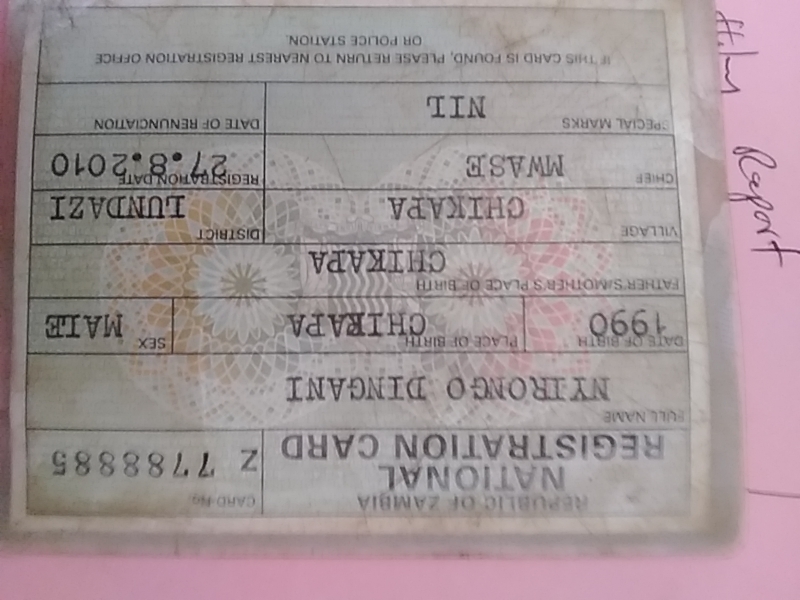 REPUBLIC OF ZAMBIA
NATIONAL
REGISTRATION CARD
CARD No.
Z 7788885
FULL NAME
NYIRONGO DINGANI
DATE OF BIRTH
1990
PLACE OF BIRTH
CHIKAPA
SEX
MALE
FATHER'S/MOTHER'S PLACE OF BIRTH
CHIKAPA
VILLAGE
CHIKAPA
DISTRICT
LUNDAZI
CHIEF
MWASE
REGISTRATION DATE
27.8.2010
SPECIAL MARKS
NIL
DATE OF RENUNCIATION
IF THIS CARD IS FOUND, PLEASE RETURN TO NEAREST REGISTRATION OFFICE
OR POLICE STATION.
Report